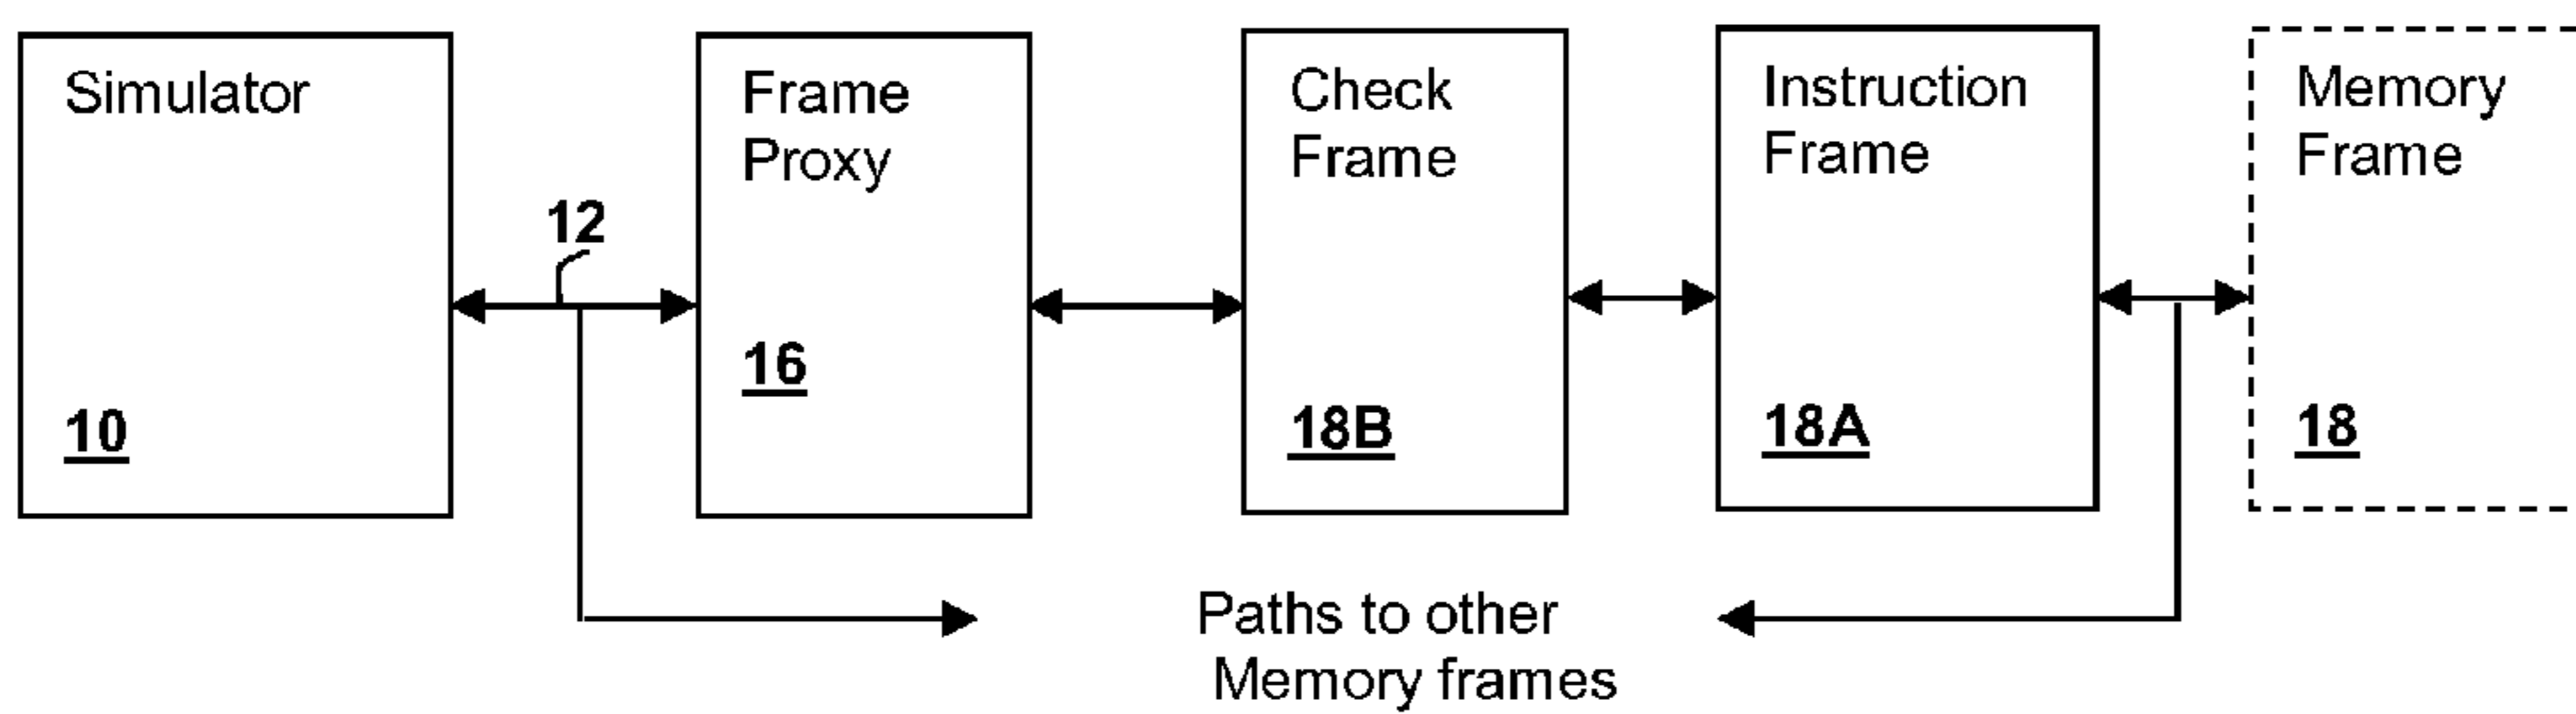 Simulator
10
12
Frame
Proxy
16
Check
Frame
18B
Instruction
Frame
18A
Memory
Frame
18
Paths to other
Memory frames